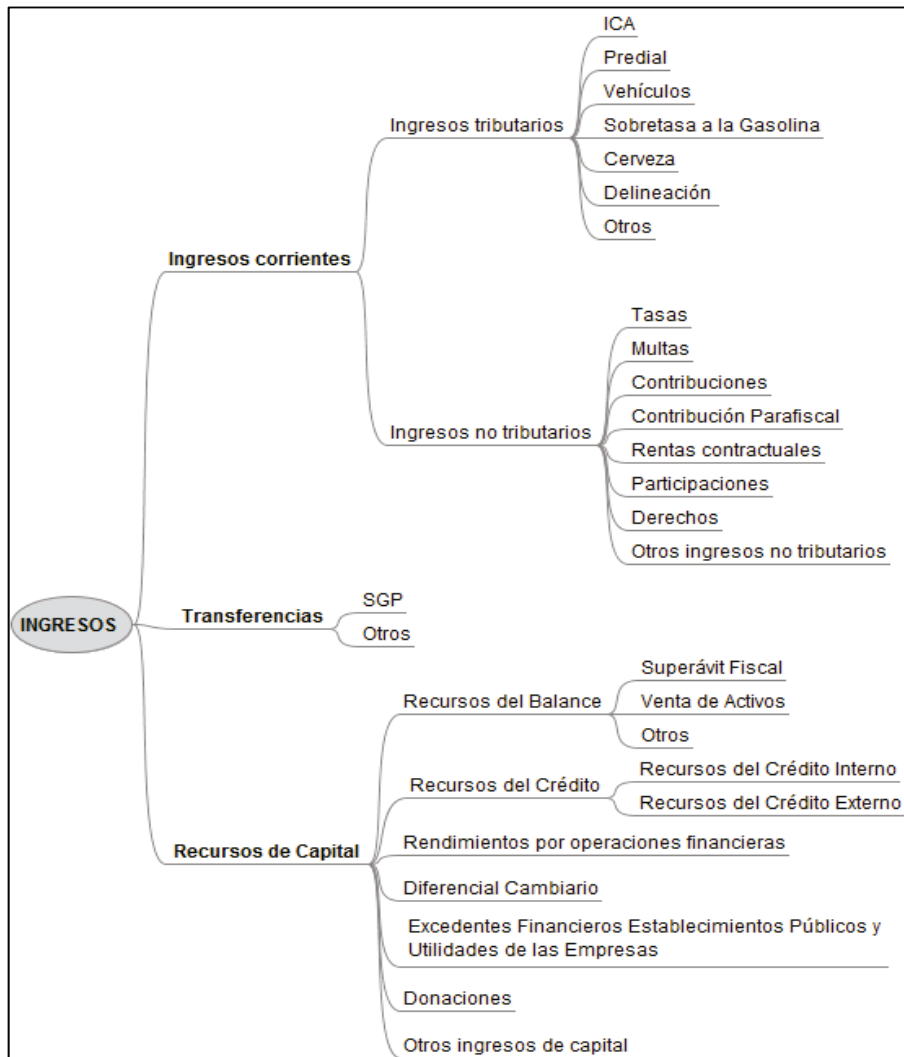 INGRESOS
Ingresos corrientes
Ingresos tributarios
ICA
Predial
Vehículos
Sobretasa a la Gasolina
Cerveza
Delineación
Otros
Ingresos no tributarios
Tasas
Multas
Contribuciones
Contribución Parafiscal
Rentas contractuales
Participaciones
Derechos
Otros ingresos no tributarios
Transferencias
SGP
Otros
Recursos de Capital
Recursos del Balance
Superávit Fiscal
Venta de Activos
Otros
Recursos del Crédito
Recursos del Crédito Interno
Recursos del Crédito Externo
Rendimientos por operaciones financieras
Diferencial Cambiario
Excedentes Financieros Establecimientos Públicos y
Utilidades de las Empresas
Donaciones
Otros ingresos de capital